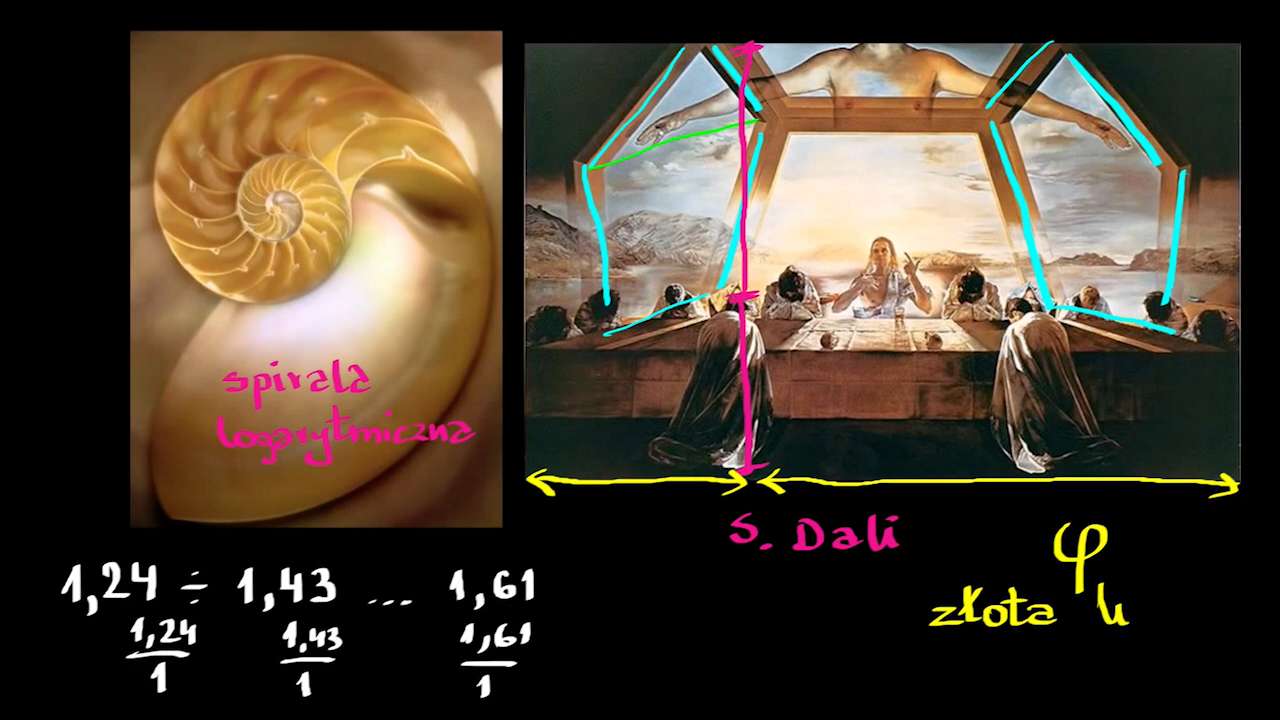 spirala
logarytmiczna
1,24 ÷ 1,43 ... 1,61
1,24/1 1,43/1 1,61/1
S. Dali
φ
złota